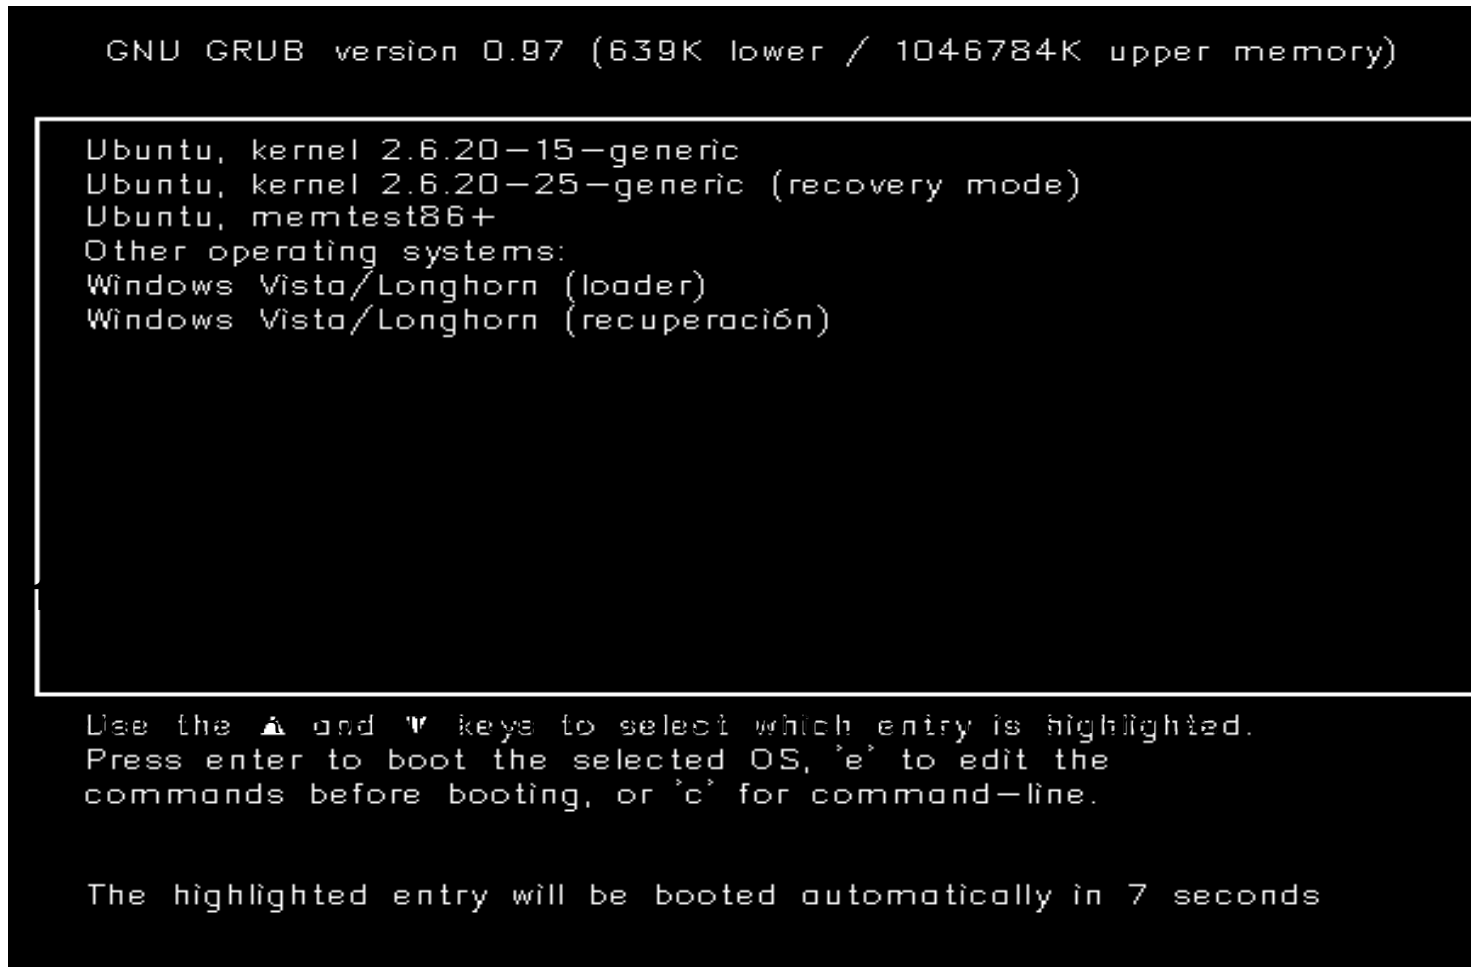 GNU GRUB version 0.97 (639K lower / 1046784K upper memory)
Ubuntu, kernel 2.6.20-15-generic
Ubuntu, kernel 2.6.20-25-generic (recovery mode)
Ubuntu, memtest86+
Other operating systems:
Windows Vista/Longhorn (loader)
Windows Vista/Longhorn (recuperación)
Use the ▲ and ▼ keys to select which entry is highlighted.
Press enter to boot the selected OS, 'e' to edit the
commands before booting, or 'c' for command-line.
The highlighted entry will be booted automatically in 7 seconds